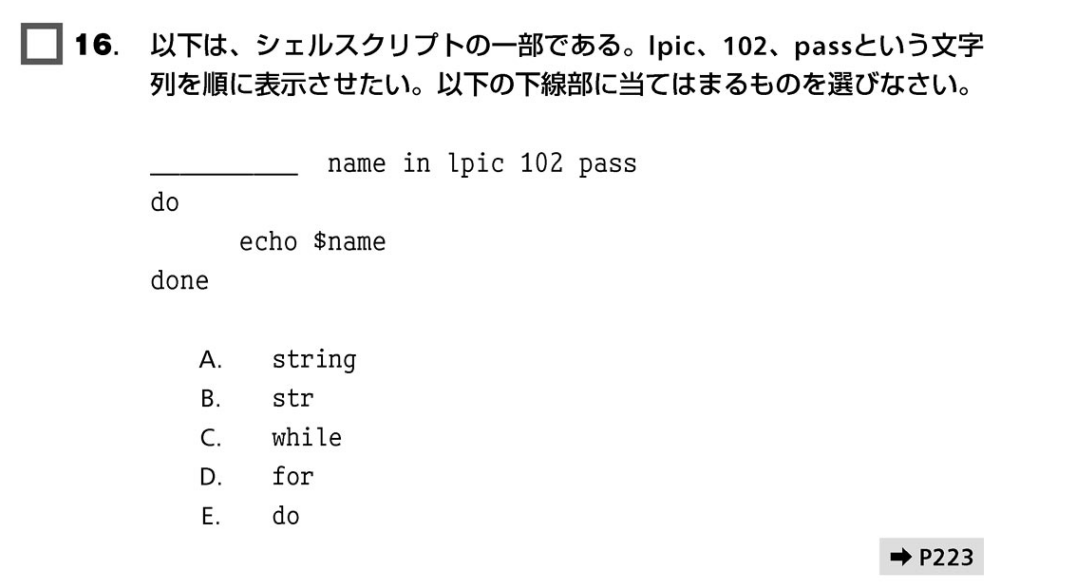 16. 以下は、シェルスクリプトの一部である。lpic、102、passという文字
列を順に表示させたい。以下の下線部に当てはまるものを選びなさい。
__________ name in lpic 102 pass
do
echo $name
done
A. string
B. str
C. while
D. for
E. do
➡ P223